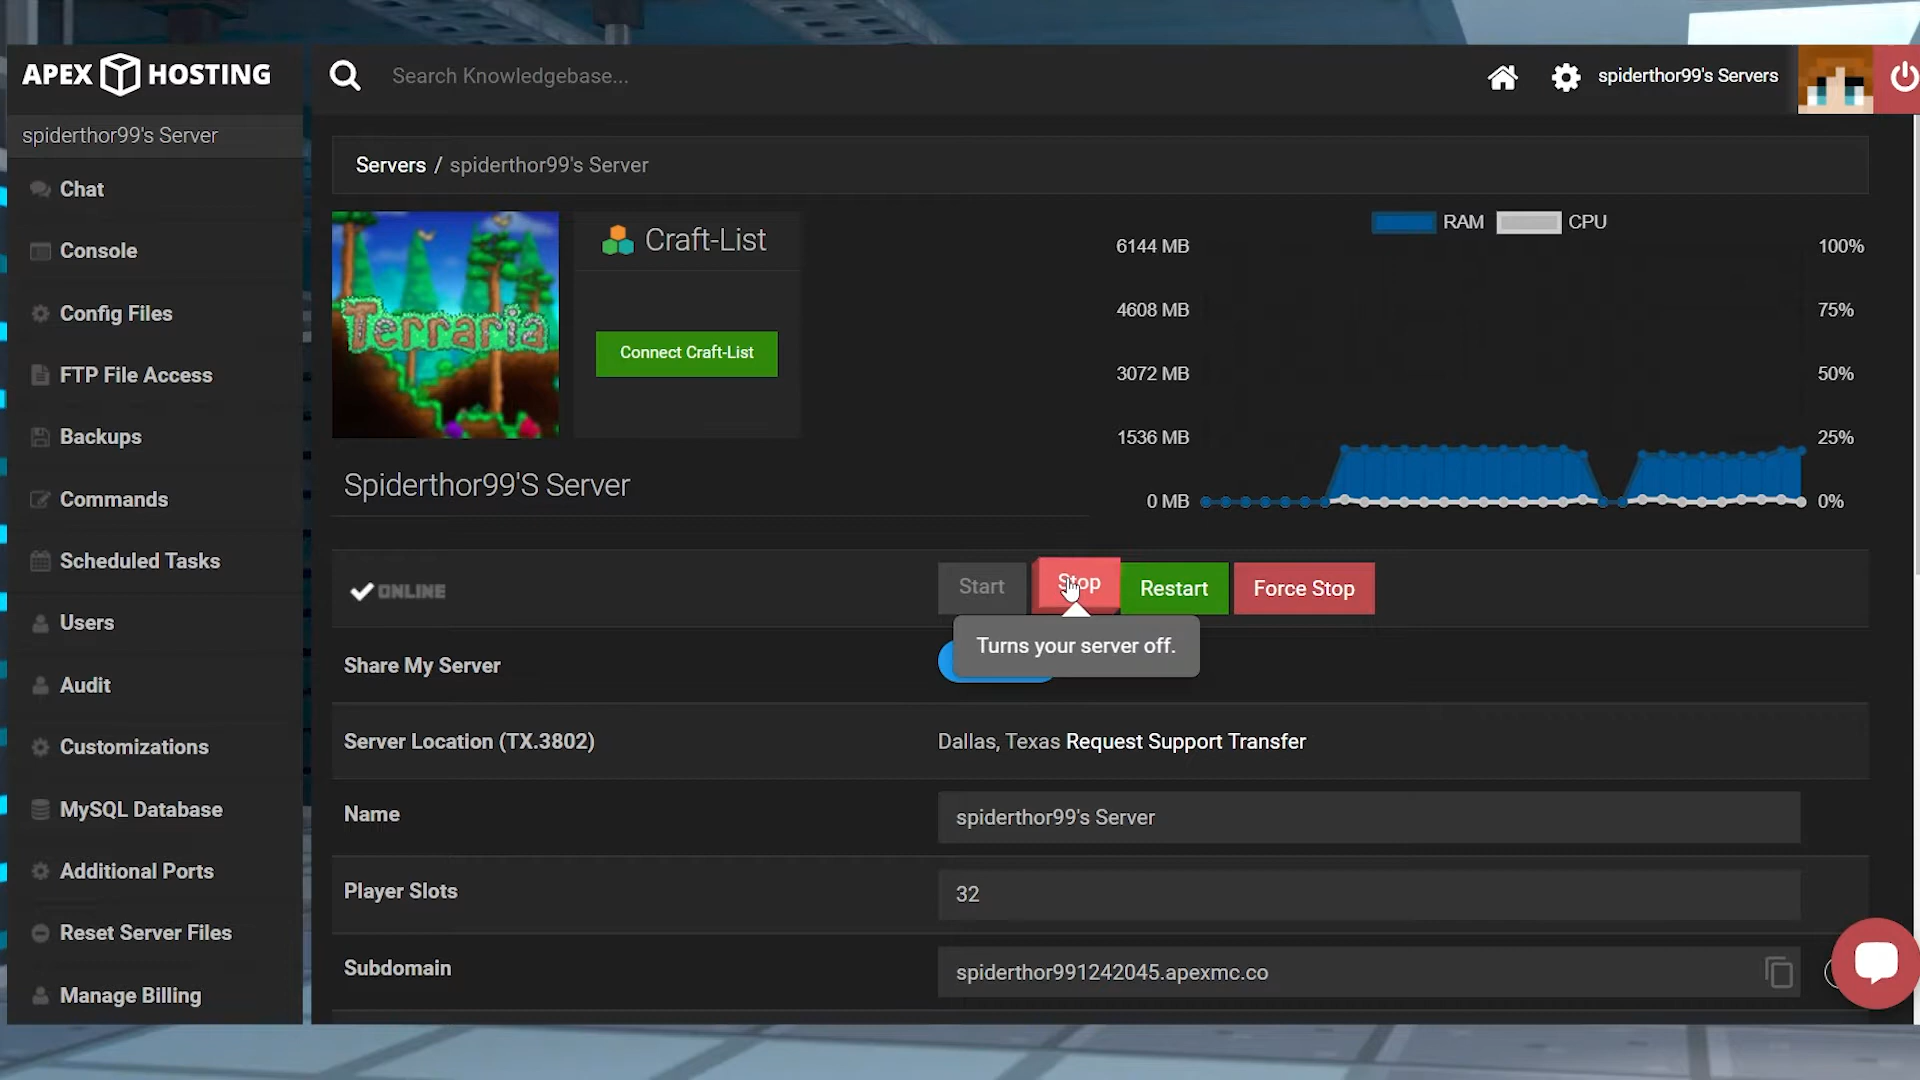 APEX HOSTING
Search Knowledgebase...
spiderthor99's Servers
spiderthor99's Server
Chat
Console
Config Files
FTP File Access
Backups
Commands
Scheduled Tasks
Users
Audit
Customizations
MySQL Database
Additional Ports
Reset Server Files
Manage Billing
Servers / spiderthor99's Server
Terraria
Craft-List
Connect Craft-List
RAM CPU
6144 MB 100%
4608 MB 75%
3072 MB 50%
1536 MB 25%
0 MB 0%
Spiderthor99'S Server
ONLINE
Start Stop Restart Force Stop
Turns your server off.
Share My Server
Server Location (TX.3802) Dallas, Texas Request Support Transfer
Name spiderthor99's Server
Player Slots 32
Subdomain spiderthor991242045.apexmc.co